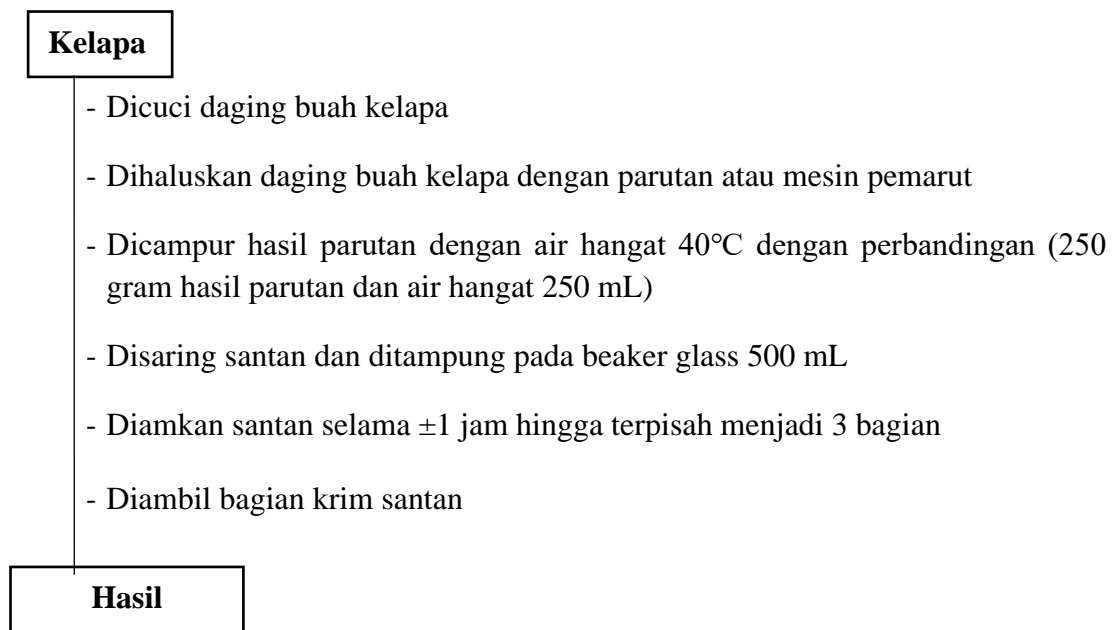 Kelapa
- Dicuci daging buah kelapa
- Dihaluskan daging buah kelapa dengan parutan atau mesin pemarut
- Dicampur hasil parutan dengan air hangat 40℃ dengan perbandingan (250
gram hasil parutan dan air hangat 250 mL)
- Disaring santan dan ditampung pada beaker glass 500 mL
- Diamkan santan selama ±1 jam hingga terpisah menjadi 3 bagian
- Diambil bagian krim santan
Hasil